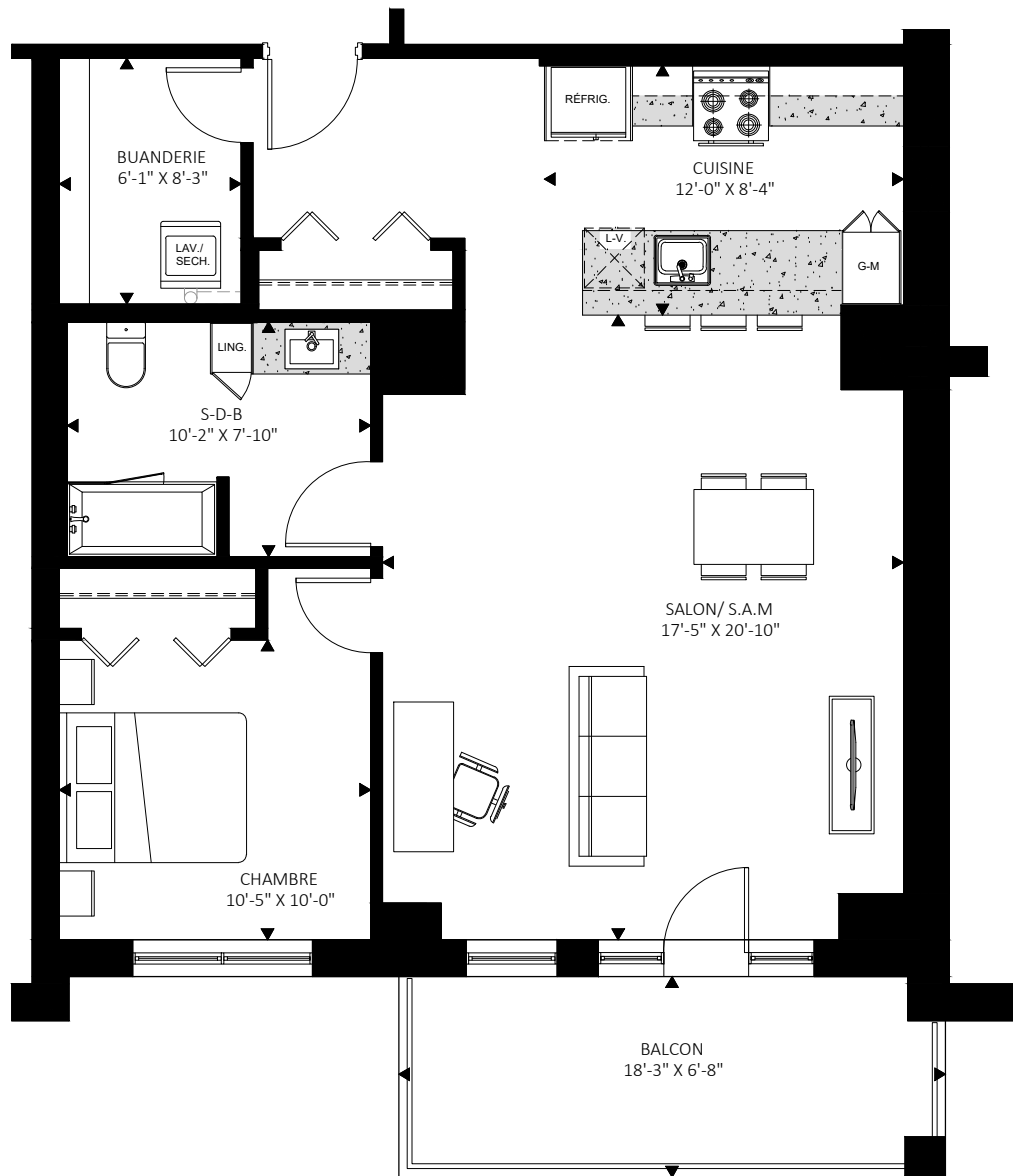 RÉFRIG.
BUANDERIE
6'-1" X 8'-3"
CUISINE
12'-0" X 8'-4"
LAV./
SECH.
L-V.
G-M
LING.
S-D-B
10'-2" X 7'-10"
SALON/ S.A.M
17'-5" X 20'-10"
CHAMBRE
10'-5" X 10'-0"
BALCON
18'-3" X 6'-8"